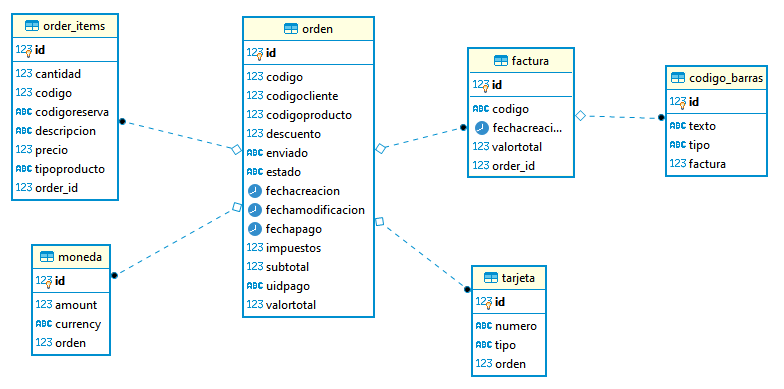 order_items
123 id
123 cantidad
123 codigo
ABC codigoreserva
ABC descripcion
123 precio
ABC tipoproducto
123 order_id
orden
123 id
123 codigo
123 codigocliente
123 codigoproducto
123 descuento
ABC enviado
ABC estado
fechacreacion
fechamodificacion
fechapago
123 impuestos
123 subtotal
ABC uidpago
123 valortotal
factura
123 id
ABC codigo
fechacreaci...
123 valortotal
123 order_id
codigo_barras
123 id
ABC texto
ABC tipo
123 factura
moneda
123 id
123 amount
ABC currency
123 orden
tarjeta
123 id
ABC numero
ABC tipo
123 orden